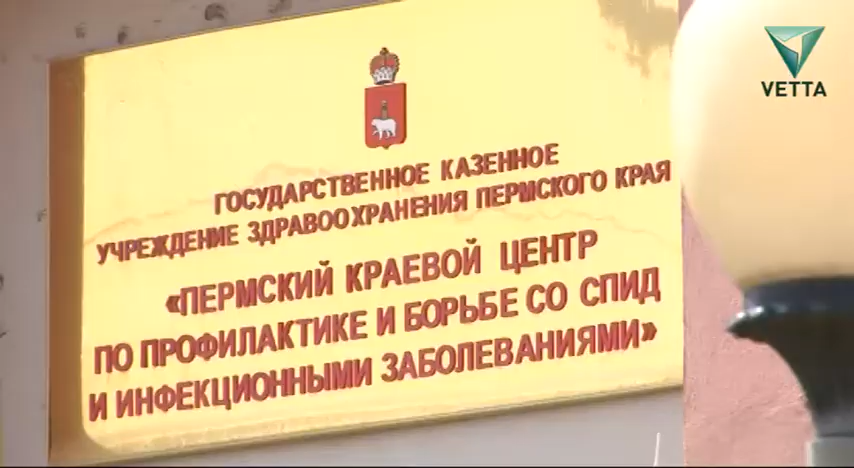 VETTA
ГОСУДАРСТВЕННОЕ КАЗЕННОЕ
УЧРЕЖДЕНИЕ ЗДРАВООХРАНЕНИЯ ПЕРМСКОГО КРАЯ
«ПЕРМСКИЙ КРАЕВОЙ ЦЕНТР
ПО ПРОФИЛАКТИКЕ И БОРЬБЕ СО СПИД
И ИНФЕКЦИОННЫМИ ЗАБОЛЕВАНИЯМИ»